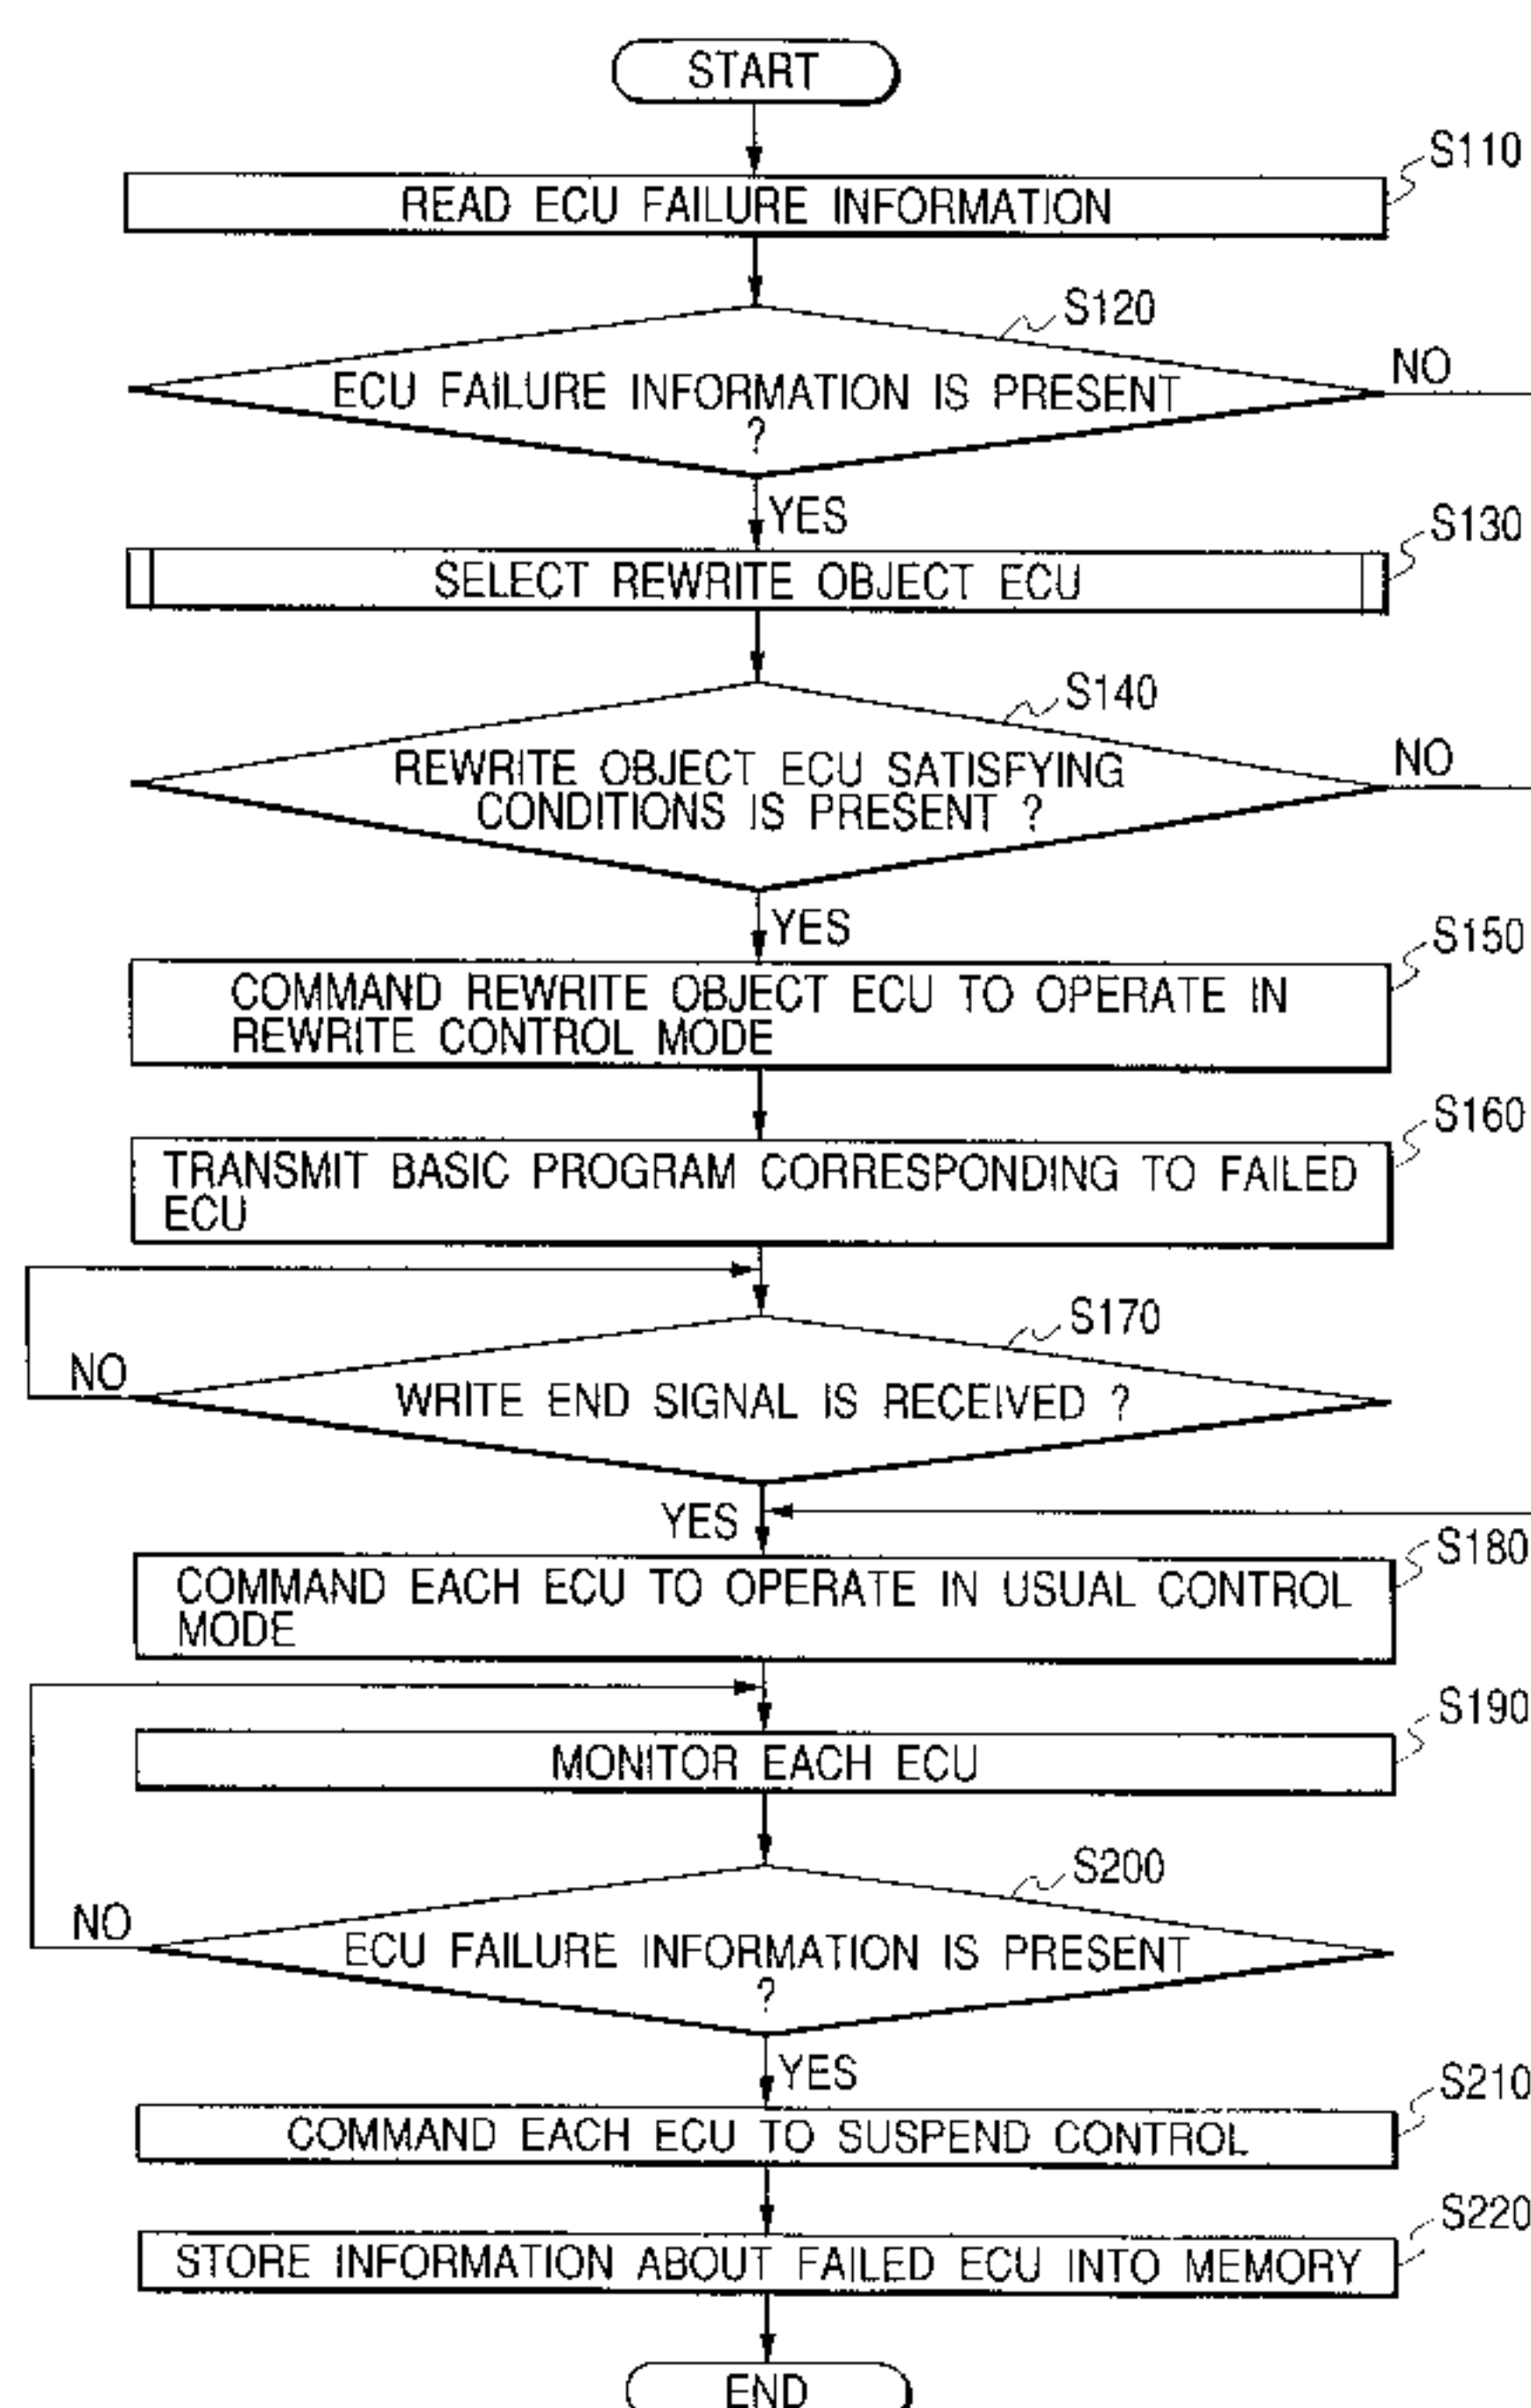 START
S110
READ ECU FAILURE INFORMATION
S120
ECU FAILURE INFORMATION IS PRESENT
?
NO
YES
S130
SELECT REWRITE OBJECT ECU
S140
REWRITE OBJECT ECU SATISFYING
CONDITIONS IS PRESENT ?
NO
YES
S150
COMMAND REWRITE OBJECT ECU TO OPERATE IN
REWRITE CONTROL MODE
S160
TRANSMIT BASIC PROGRAM CORRESPONDING TO FAILED
ECU
S170
NO
WRITE END SIGNAL IS RECEIVED ?
YES
S180
COMMAND EACH ECU TO OPERATE IN USUAL CONTROL
MODE
S190
MONITOR EACH ECU
S200
NO
ECU FAILURE INFORMATION IS PRESENT
?
YES
S210
COMMAND EACH ECU TO SUSPEND CONTROL
S220
STORE INFORMATION ABOUT FAILED ECU INTO MEMORY
END